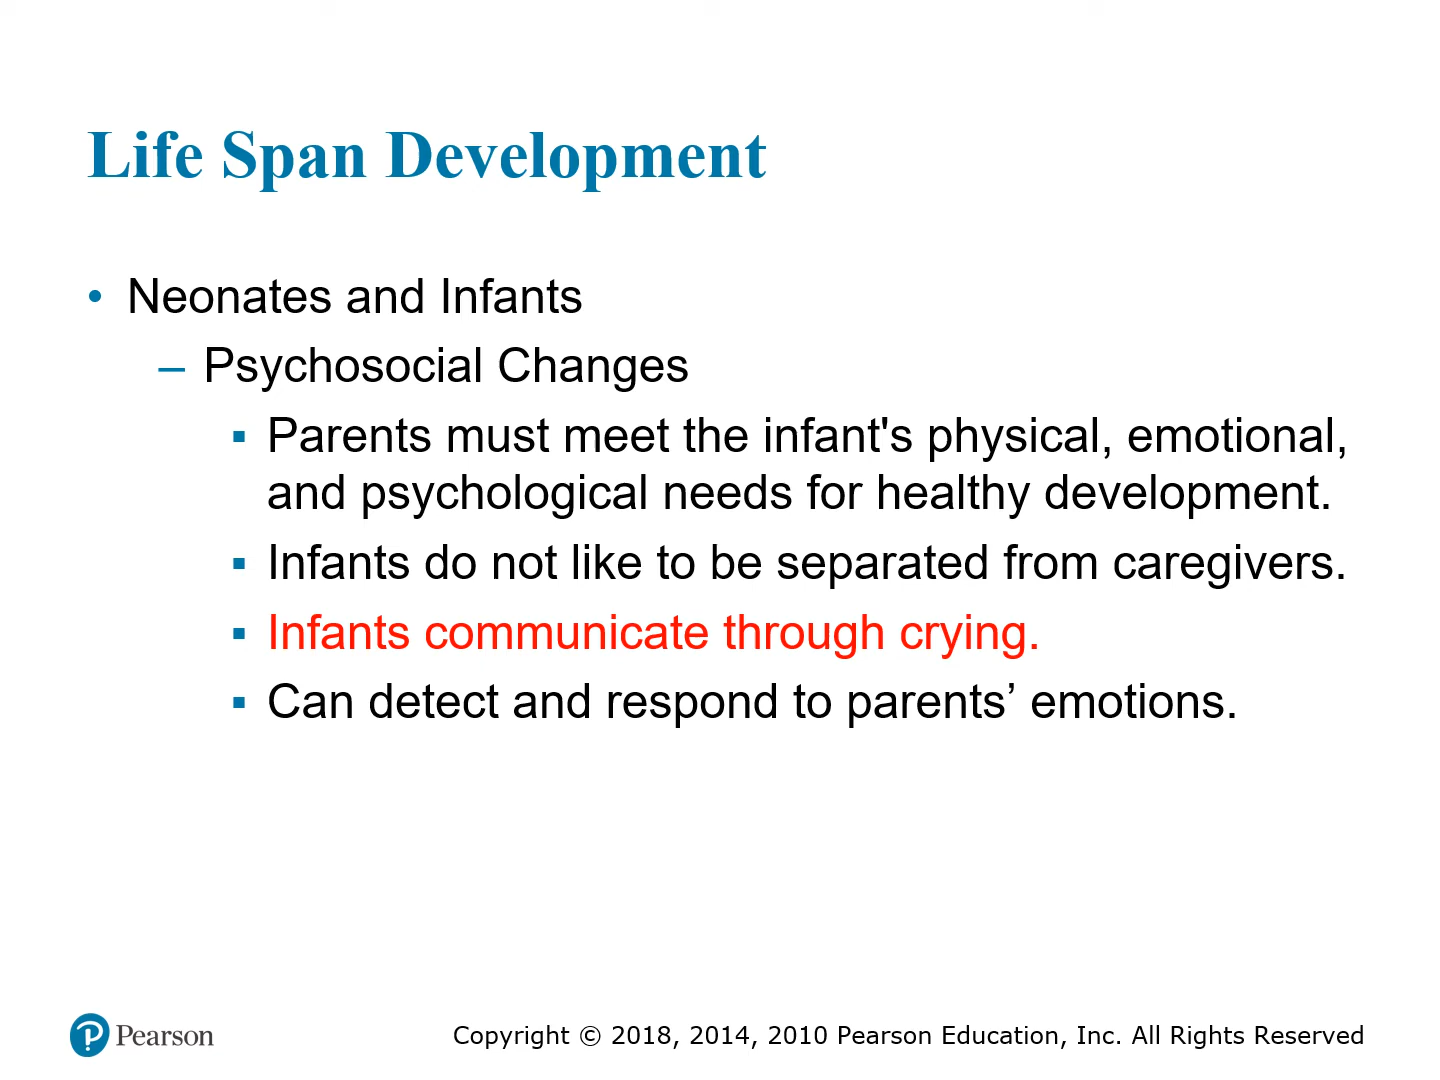 Life Span Development
• Neonates and Infants
– Psychosocial Changes
▪ Parents must meet the infant's physical, emotional,
and psychological needs for healthy development.
▪ Infants do not like to be separated from caregivers.
▪ Infants communicate through crying.
▪ Can detect and respond to parents’ emotions.
Pearson
Copyright © 2018, 2014, 2010 Pearson Education, Inc. All Rights Reserved